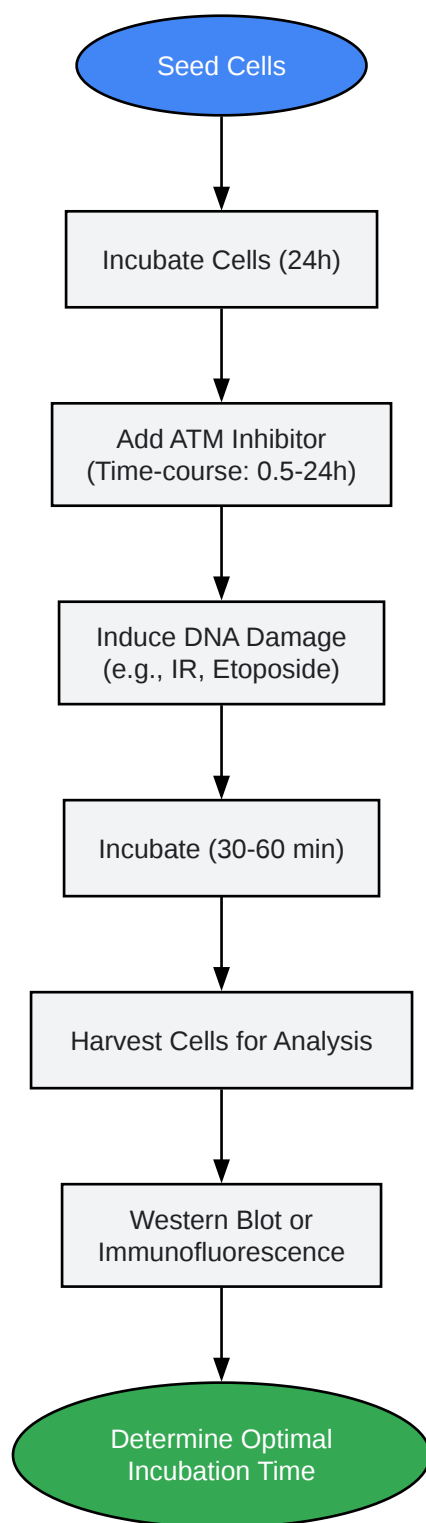 Seed Cells
Incubate Cells (24h)
Add ATM Inhibitor
(Time-course: 0.5-24h)
Induce DNA Damage
(e.g., IR, Etoposide)
Incubate (30-60 min)
Harvest Cells for Analysis
Western Blot or
Immunofluorescence
Determine Optimal
Incubation Time